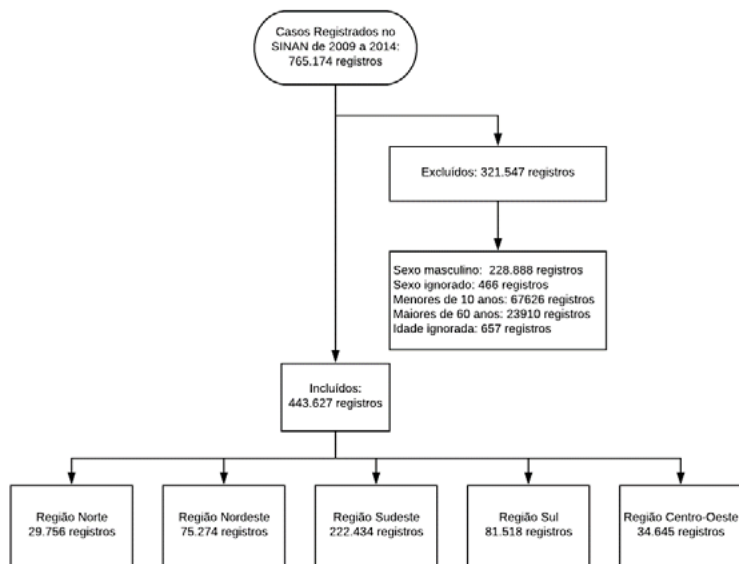 Casos Registrados no
SINAN de 2009 a 2014:
765.174 registros
Excluídos: 321.547 registros
Sexo masculino: 228.888 registros
Sexo ignorado: 466 registros
Menores de 10 anos: 67626 registros
Maiores de 60 anos: 23910 registros
Idade ignorada: 657 registros
Incluídos:
443.627 registros
Região Norte
29.756 registros
Região Nordeste
75.274 registros
Região Sudeste
222.434 registros
Região Sul
81.518 registros
Região Centro-Oeste
34.645 registros